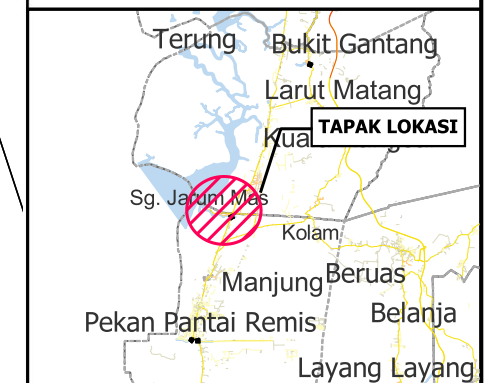 Terung
Bukit Gantang
Larut Matang
TAPAK LOKASI
Sg. Jarum Mas
Kolam
Manjung
Beruas
Belanja
Pekan Pantai Remis
Layang Layang